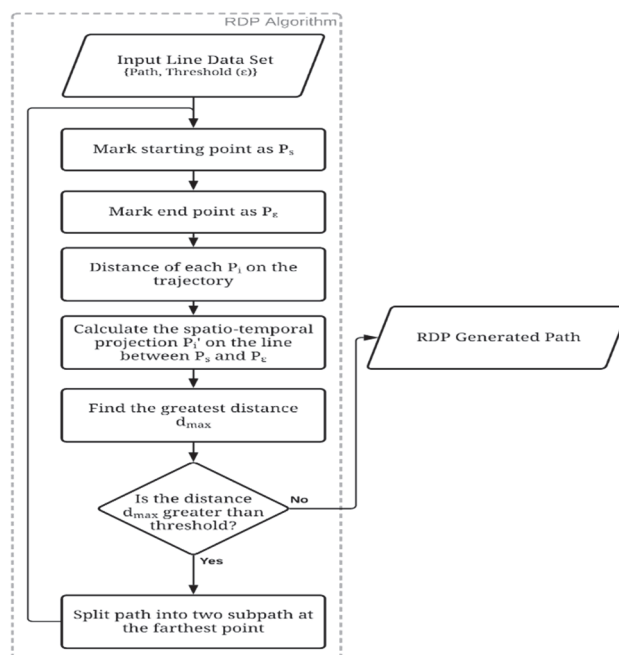 RDP Algorithm
Input Line Data Set
{Path, Threshold (ε)}
Mark starting point as Pₛ
Mark end point as P_ε
Distance of each Pᵢ on the
trajectory
Calculate the spatio-temporal
projection Pᵢ' on the line
between Pₛ and P_ε
Find the greatest distance
dₘₐₓ
Is the distance
dₘₐₓ greater than
threshold?
No
Yes
Split path into two subpath at
the farthest point
RDP Generated Path